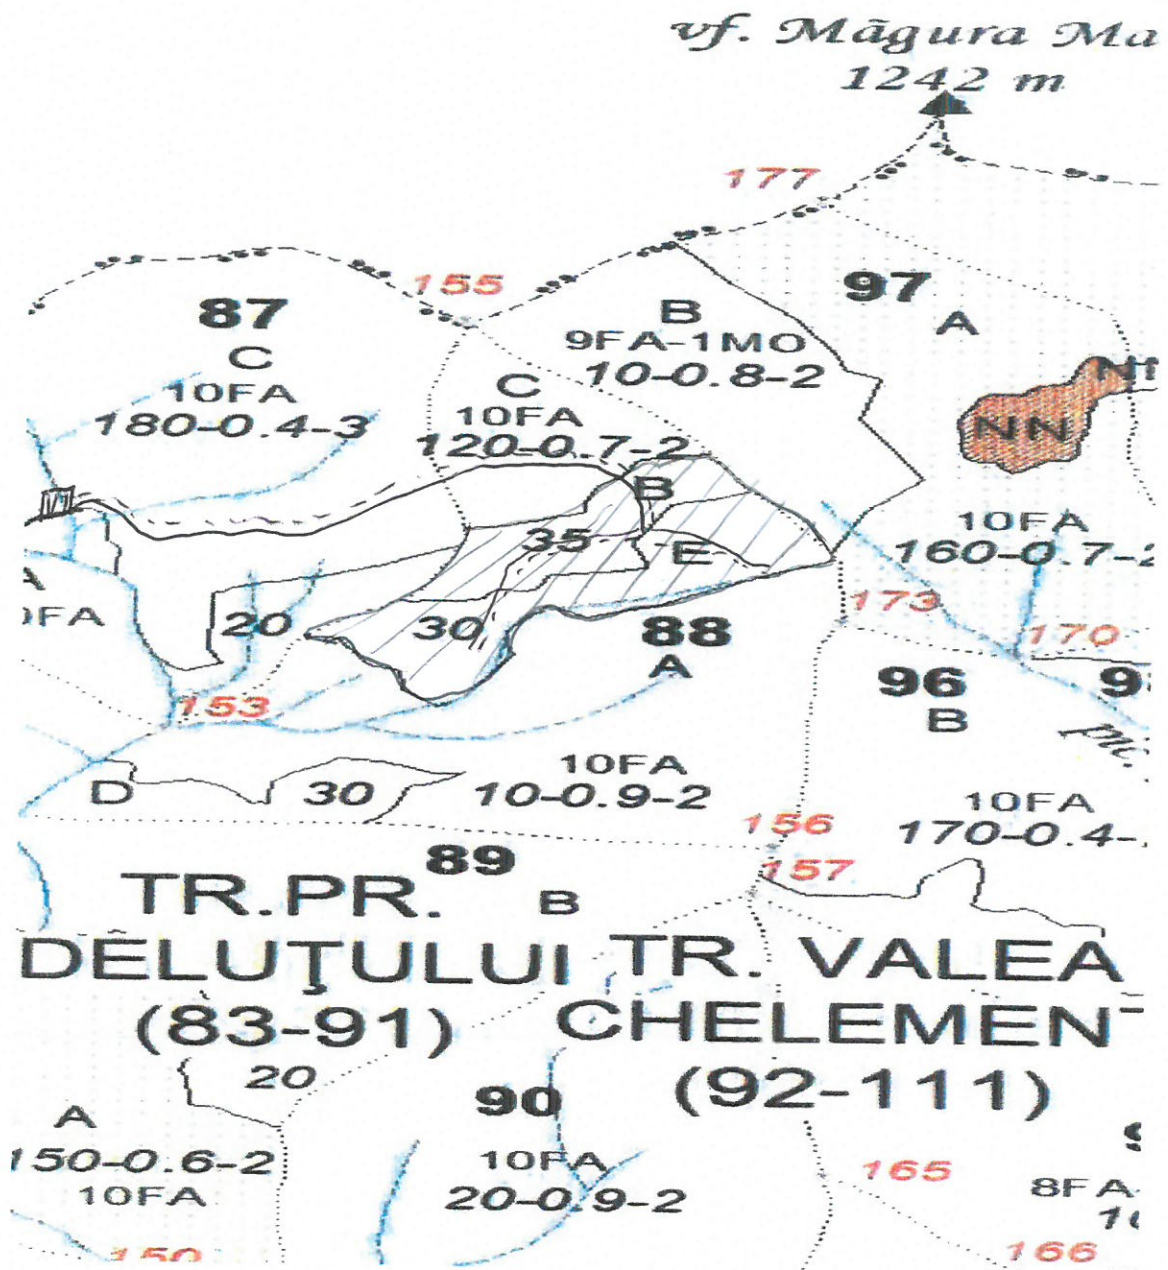 vf. Măgura Ma
1242 m
177
155
87
C
10FA
180-0.4-3
B
9FA-1MO
10-0.8-2
97
A
NN
C
10FA
120-0.7-2
B
35
E
10FA
160-0.7-2
A
FA
20
30
88
A
173
170
153
96
B
9
D
30
10FA
10-0.9-2
10FA
170-0.4-
156
157
89
B
TR.PR.
DELUŢULUI
(83-91)
TR. VALEA
CHELEMEN
(92-111)
20
A
150-0.6-2
10FA
150
90
10FA
20-0.9-2
165
8FA
166